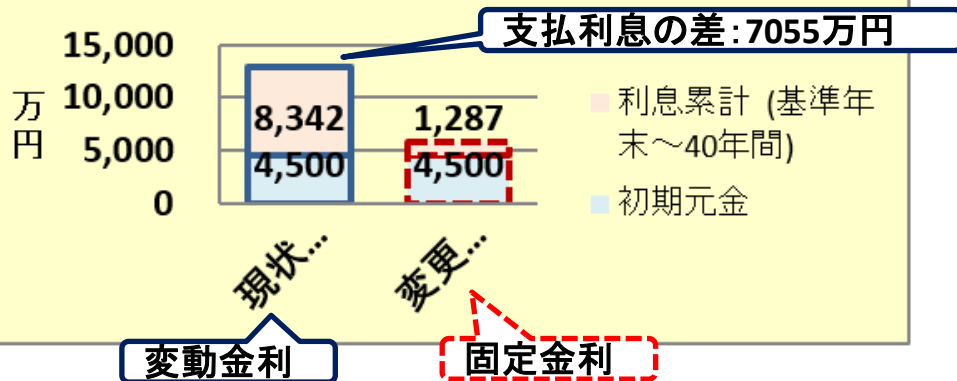 支払利息の差:7055万円
15,000
10,000
5,000
0
万円
8,342
1,287
4,500
4,500
利息累計 (基準年
末～40年間)
初期元金
現状...
変更...
変動金利
固定金利